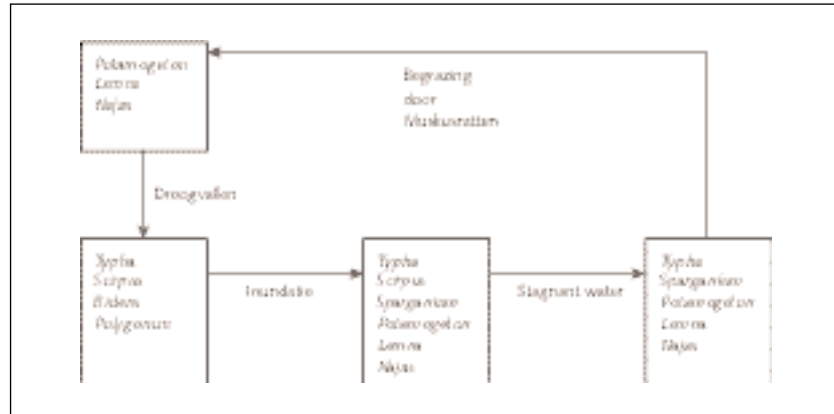 Potamogeton
Lemna
Najas
Begrazing
door
Muskusratten
Droogvallen
Typha
Scirpus
Bidens
Polygonum
Inundatie
Typha
Scirpus
Sparganium
Potamogeton
Lemna
Najas
Stagnant water
Typha
Sparganium
Potamogeton
Lemna
Najas